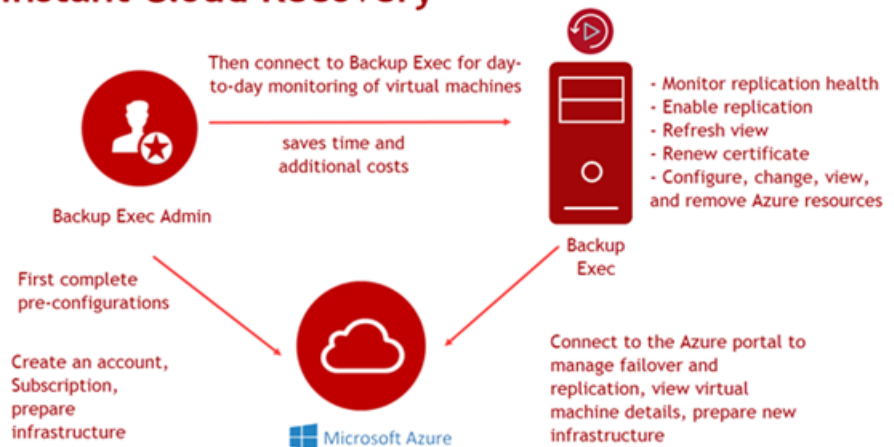 Instant Cloud Recovery
Then connect to Backup Exec for day-
to-day monitoring of virtual machines
saves time and
additional costs
- Monitor replication health
- Enable replication
- Refresh view
- Renew certificate
- Configure, change, view,
and remove Azure resources
Backup Exec Admin
Backup
Exec
First complete
pre-configurations
Create an account,
Subscription,
prepare
infrastructure
Microsoft Azure
Connect to the Azure portal to
manage failover and
replication, view virtual
machine details, prepare new
infrastructure